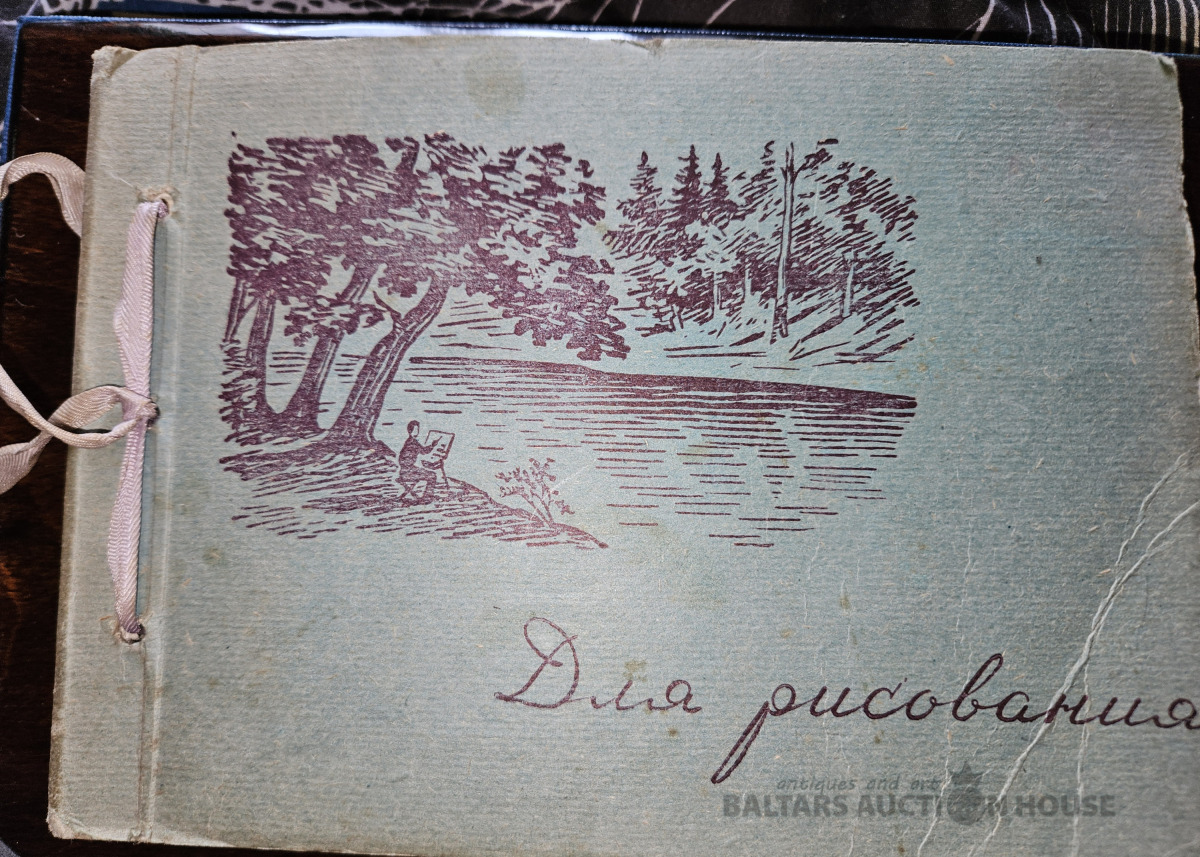 Для рисования
antiques and art
BALTARS AUCTION HOUSE